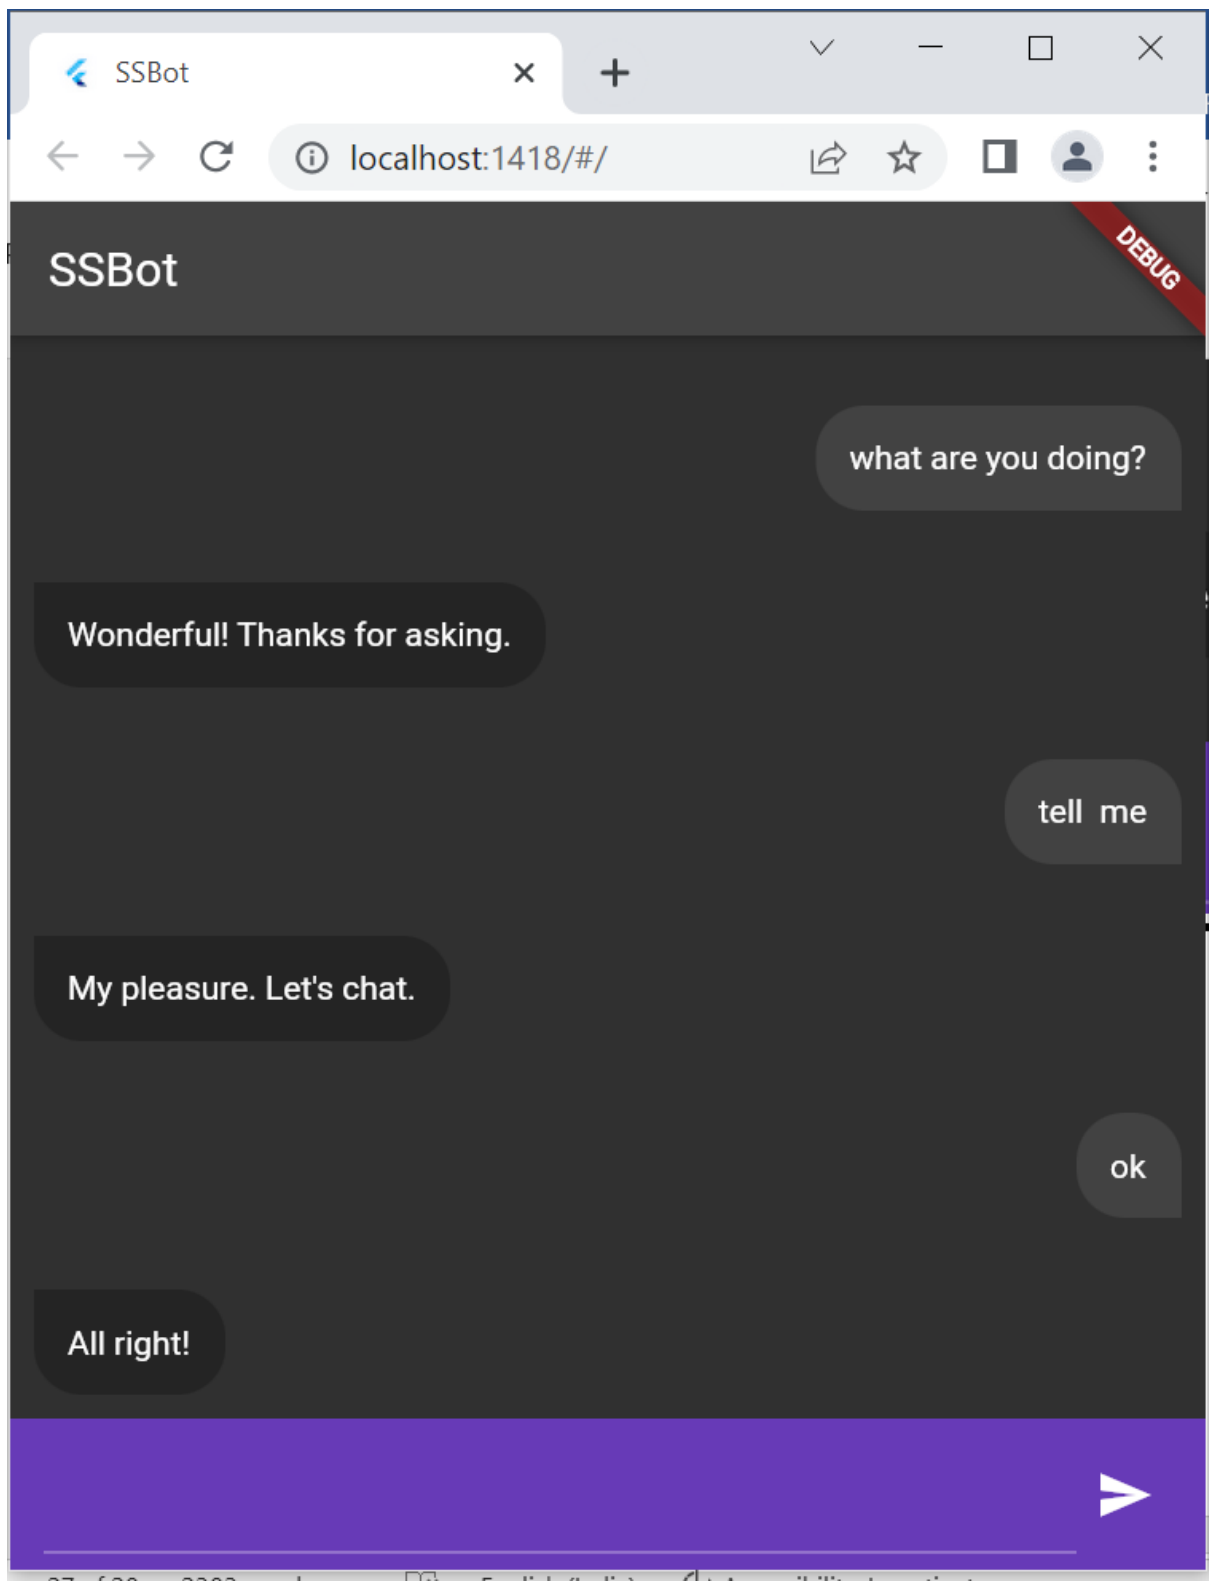 SSBot
localhost:1418/#/
SSBot
DEBUG
what are you doing?
Wonderful! Thanks for asking.
tell  me
My pleasure. Let's chat.
ok
All right!